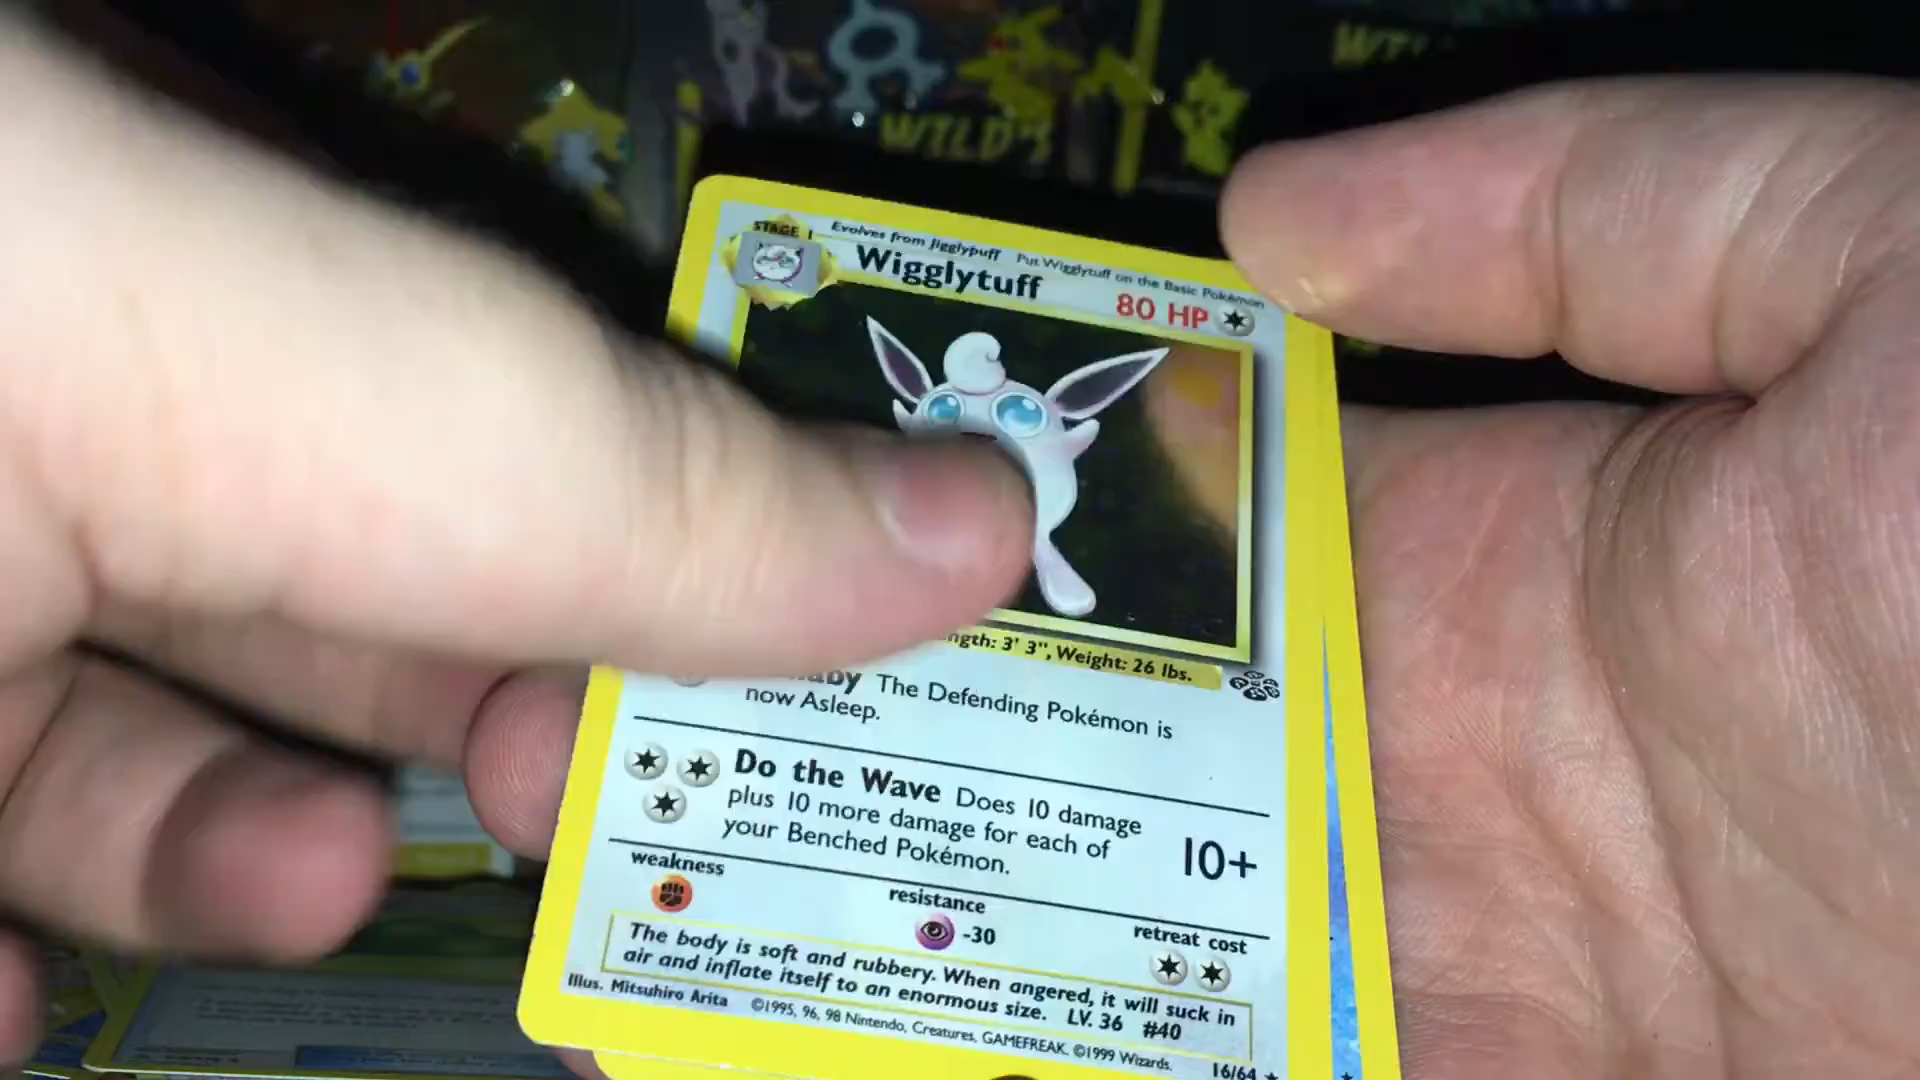 WILD'S
STAGE 1
Evolves from Jigglypuff Put Wigglytuff on the Basic Pokémon
Wigglytuff
80 HP
ngth: 3' 3", Weight: 26 lbs.
The Defending Pokémon is
now Asleep.
Do the Wave Does 10 damage
plus 10 more damage for each of
your Benched Pokémon.
10+
weakness
resistance
-30
retreat cost
The body is soft and rubbery. When angered, it will suck in
air and inflate itself to an enormous size. LV. 36 #40
Illus. Mitsuhiro Arita ©1995, 96, 98 Nintendo, Creatures, GAMEFREAK. ©1999 Wizards.
16/64 ★